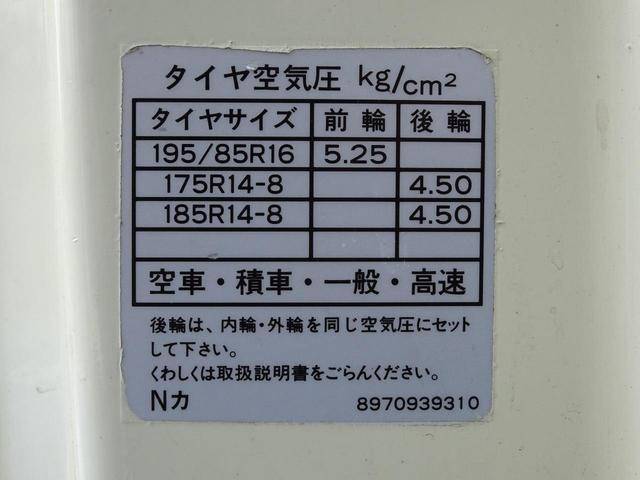 タイヤ空気圧 kg/cm²
タイヤサイズ 前輪 後輪
195/85R16 5.25
175R14-8 4.50
185R14-8 4.50
空車・積車・一般・高速
後輪は、内輪・外輪を同じ空気圧にセット
して下さい。
くわしくは取扱説明書をごらんください。
Nカ 8970939310